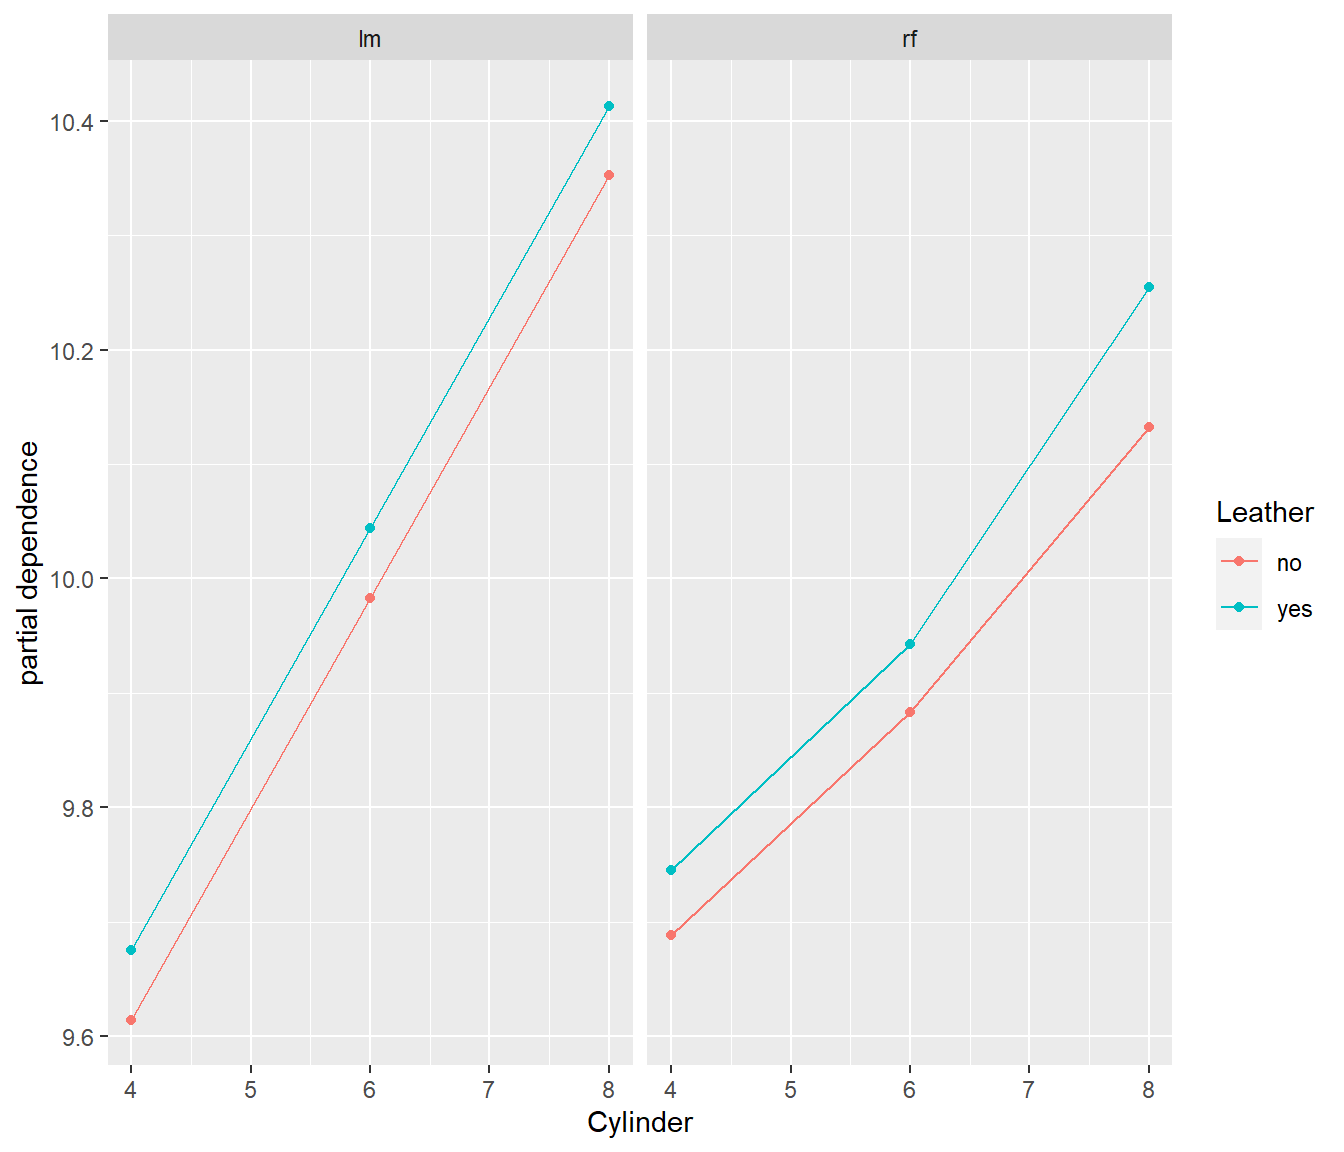 lm
rf
10.4
10.2
10.0
9.8
9.6
partial dependence
4 5 6 7 8
4 5 6 7 8
Cylinder
Leather
no
yes